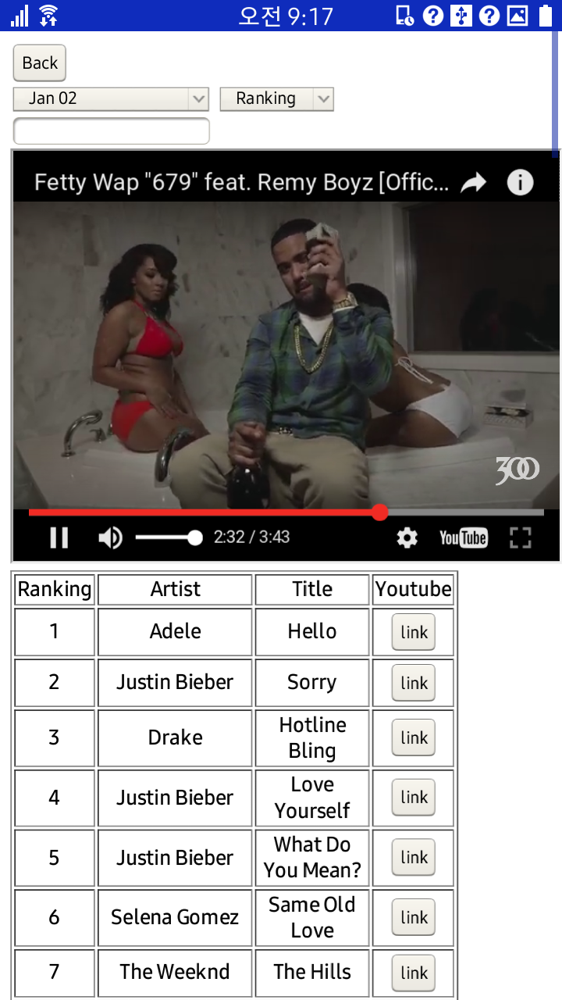 오전 9:17
Back
Jan 02 Ranking
Fetty Wap "679" feat. Remy Boyz [Offic...
300
2:32 / 3:43 YouTube
Ranking Artist Title Youtube
1 Adele Hello link
2 Justin Bieber Sorry link
3 Drake Hotline Bling link
4 Justin Bieber Love Yourself link
5 Justin Bieber What Do You Mean? link
6 Selena Gomez Same Old Love link
7 The Weeknd The Hills link